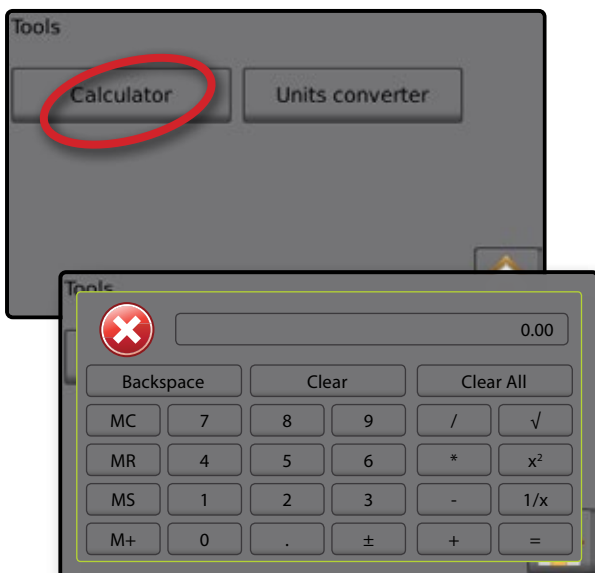 Tools
Calculator Units converter
Tools
0.00
Backspace Clear Clear All
MC 7 8 9 / √
MR 4 5 6 * x²
MS 1 2 3 - 1/x
M+ 0 . ± + =